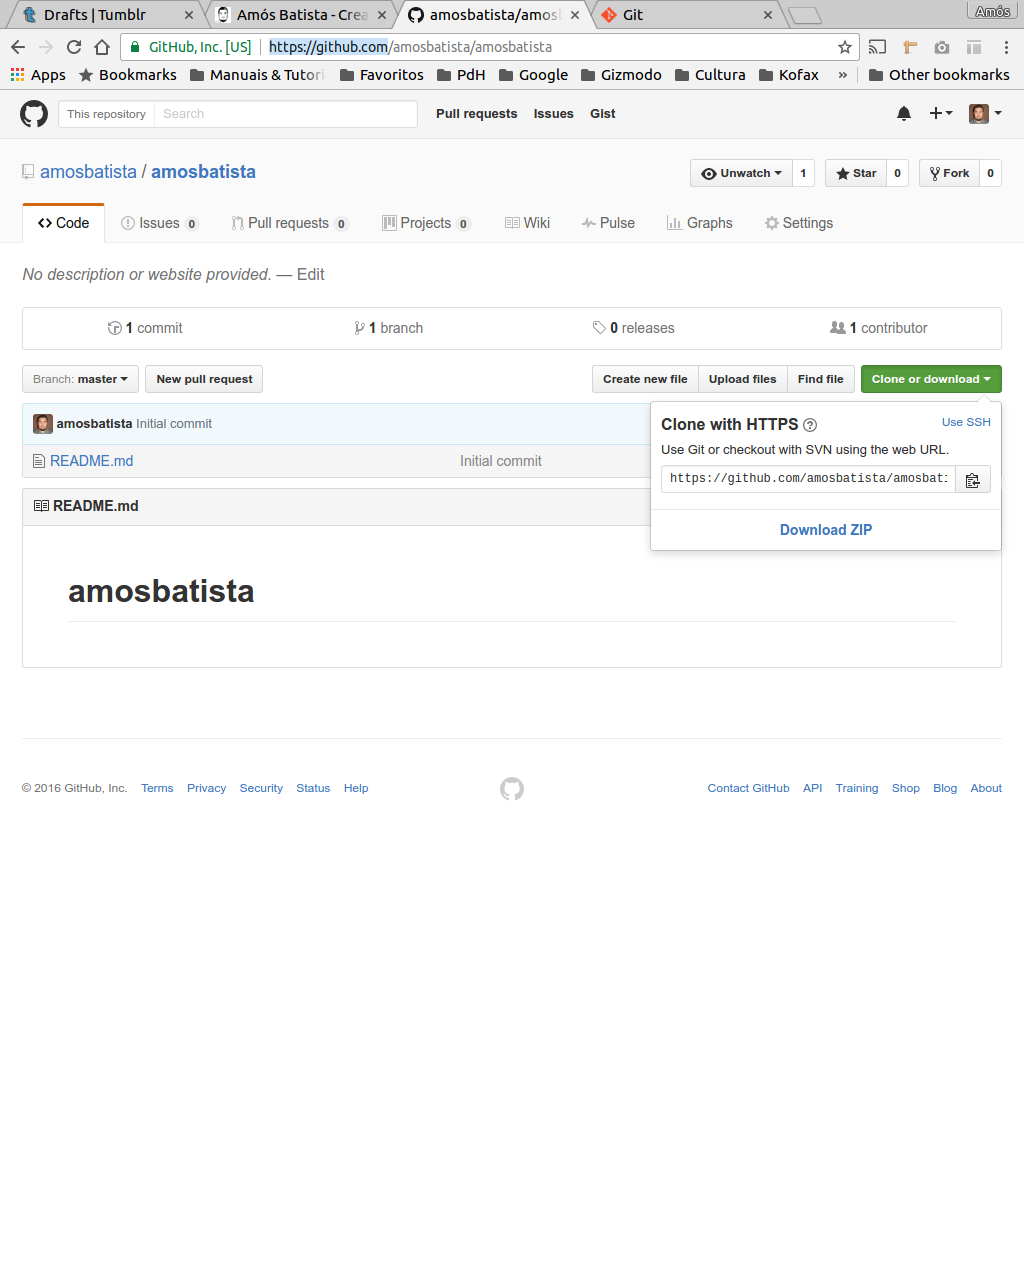 Drafts | Tumblr Amós Batista - Crea amosbatista/amos Git Amós
GitHub, Inc. [US] https://github.com/amosbatista/amosbatista
Apps Bookmarks Manuais & Tutori Favoritos PdH Google Gizmodo Cultura Kofax » Other bookmarks
This repository Search Pull requests Issues Gist
amosbatista / amosbatista Unwatch 1 Star 0 Fork 0
Code Issues 0 Pull requests 0 Projects 0 Wiki Pulse Graphs Settings
No description or website provided. — Edit
1 commit 1 branch 0 releases 1 contributor
Branch: master New pull request Create new file Upload files Find file Clone or download
amosbatista Initial commit
README.md Initial commit
Clone with HTTPS Use SSH
Use Git or checkout with SVN using the web URL.
https://github.com/amosbatista/amosbati
Download ZIP
README.md
amosbatista
© 2016 GitHub, Inc. Terms Privacy Security Status Help Contact GitHub API Training Shop Blog About